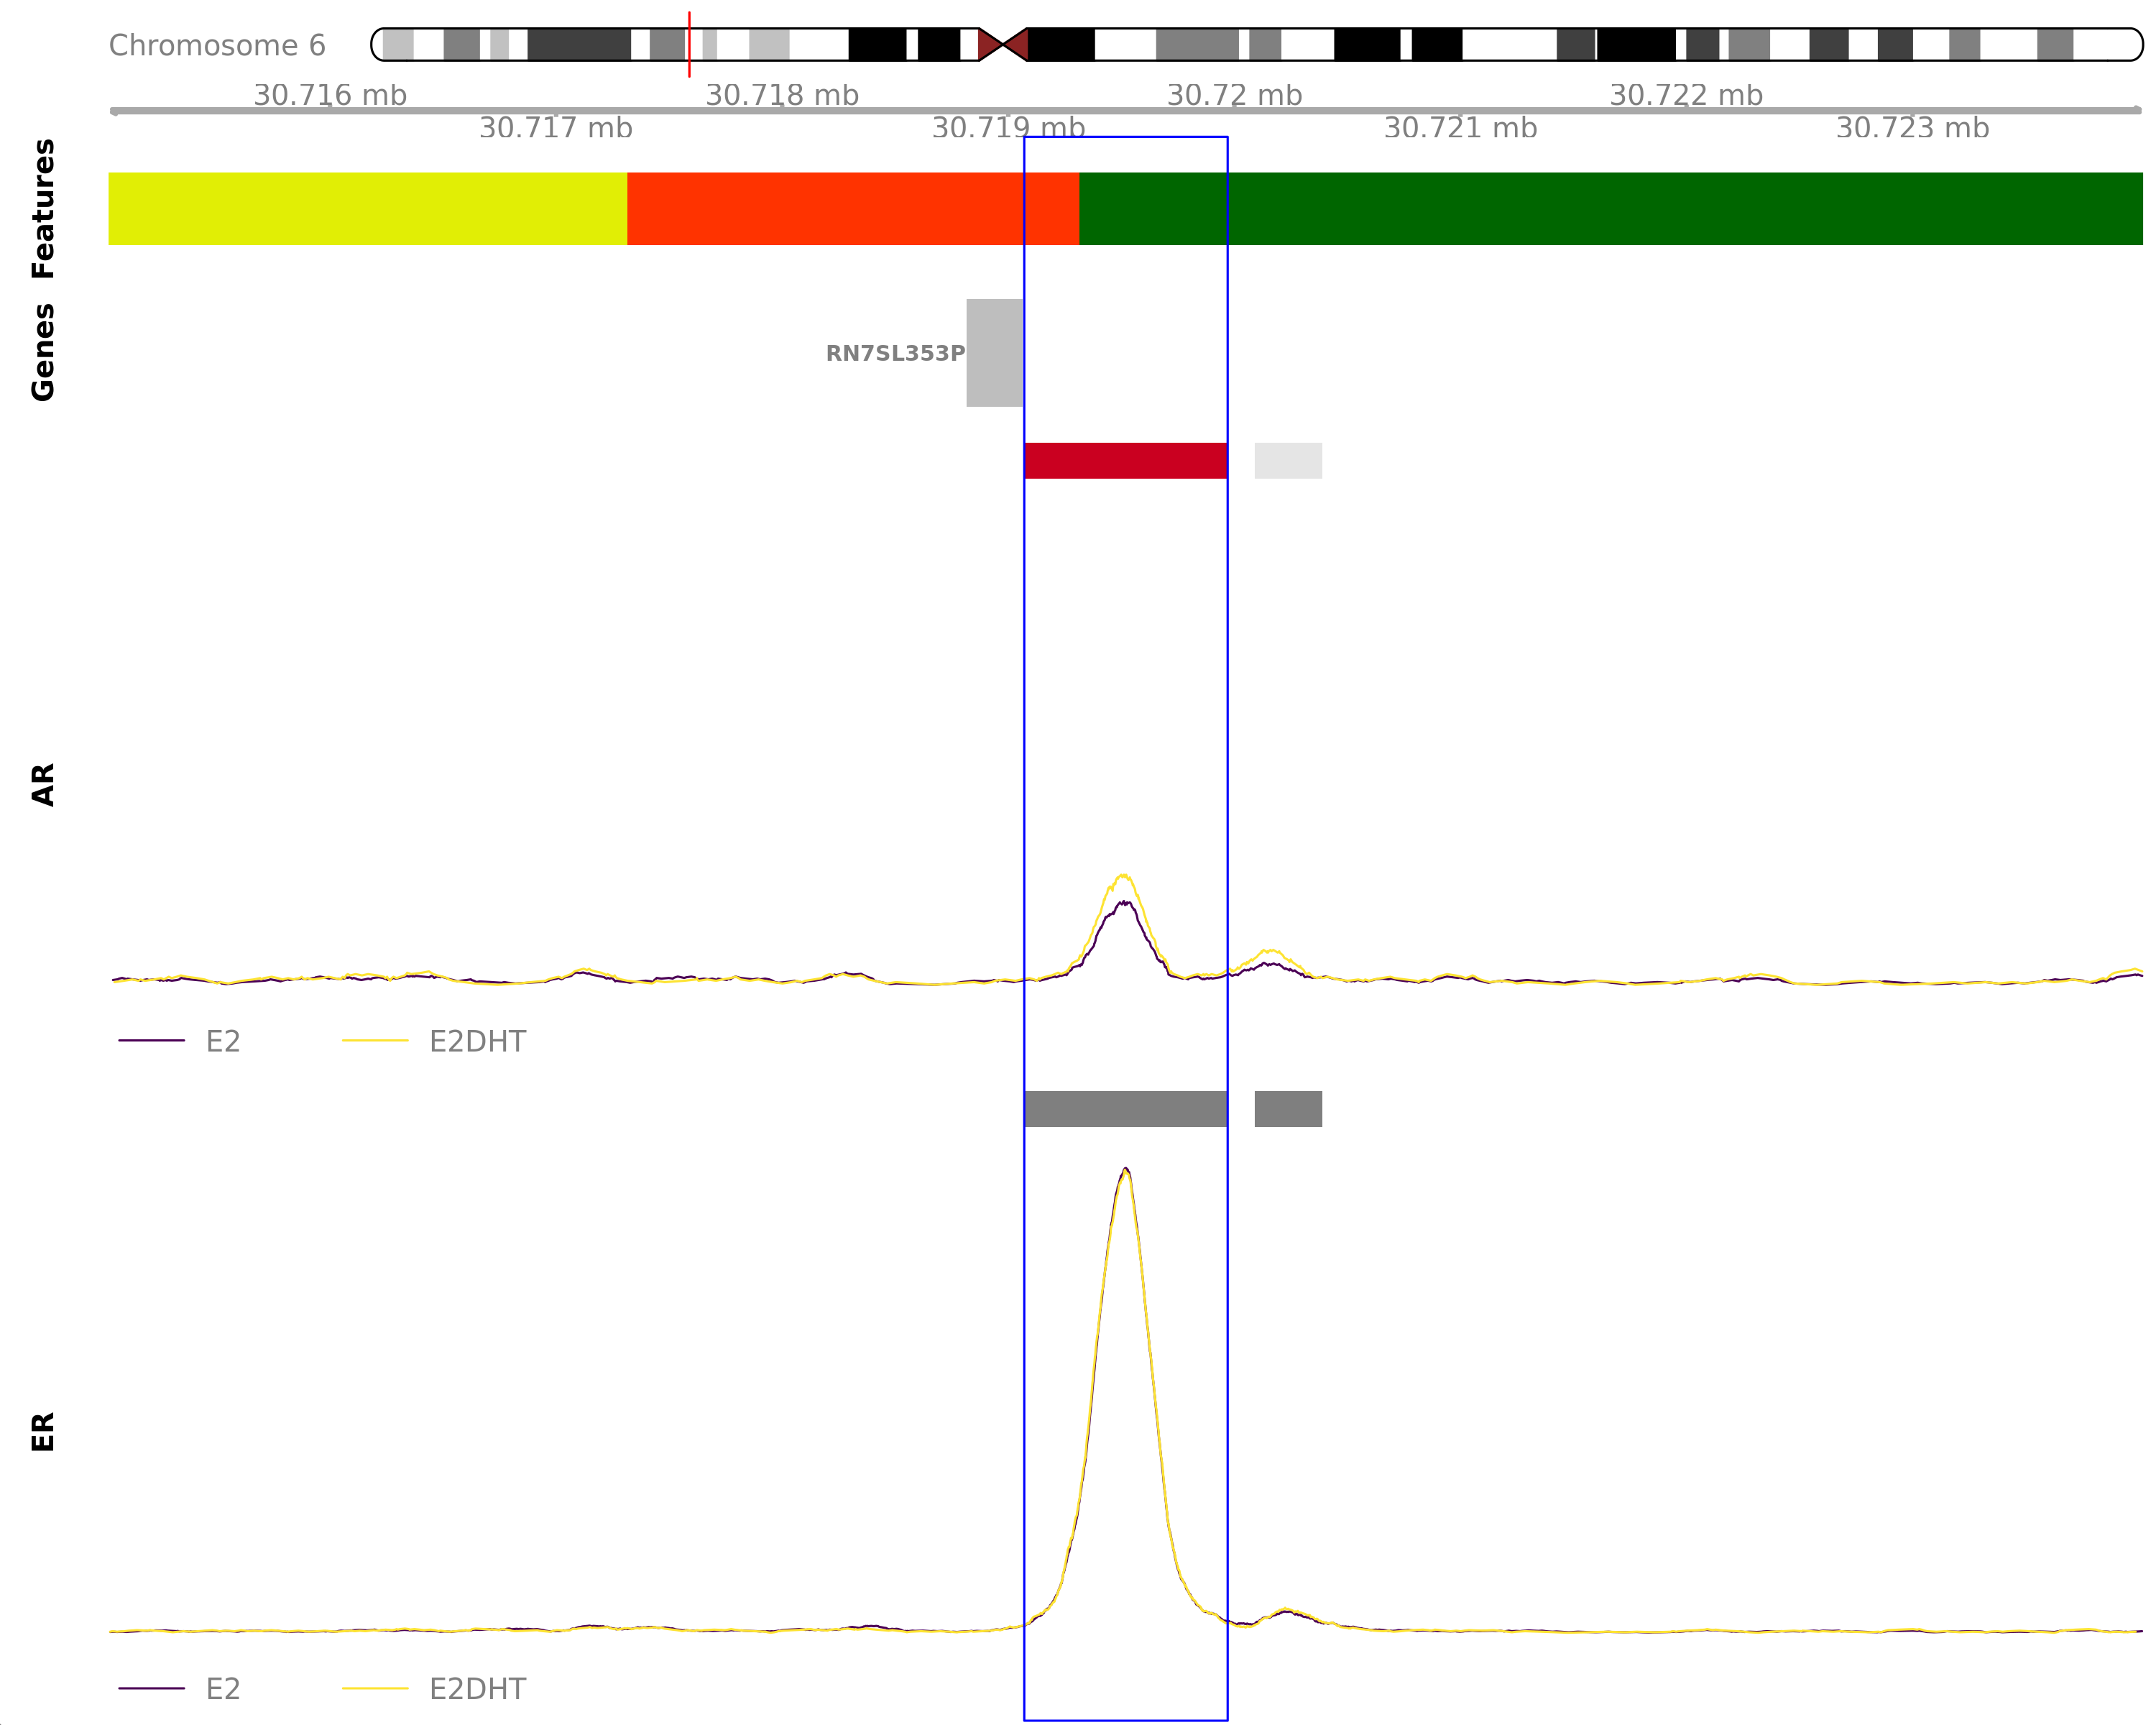 Chromosome 6
30.716 mb
30.718 mb
30.72 mb
30.722 mb
30.717 mb
30.719 mb
30.721 mb
30.723 mb
Features
Genes
RN7SL353P
AR
E2
E2DHT
ER
E2
E2DHT